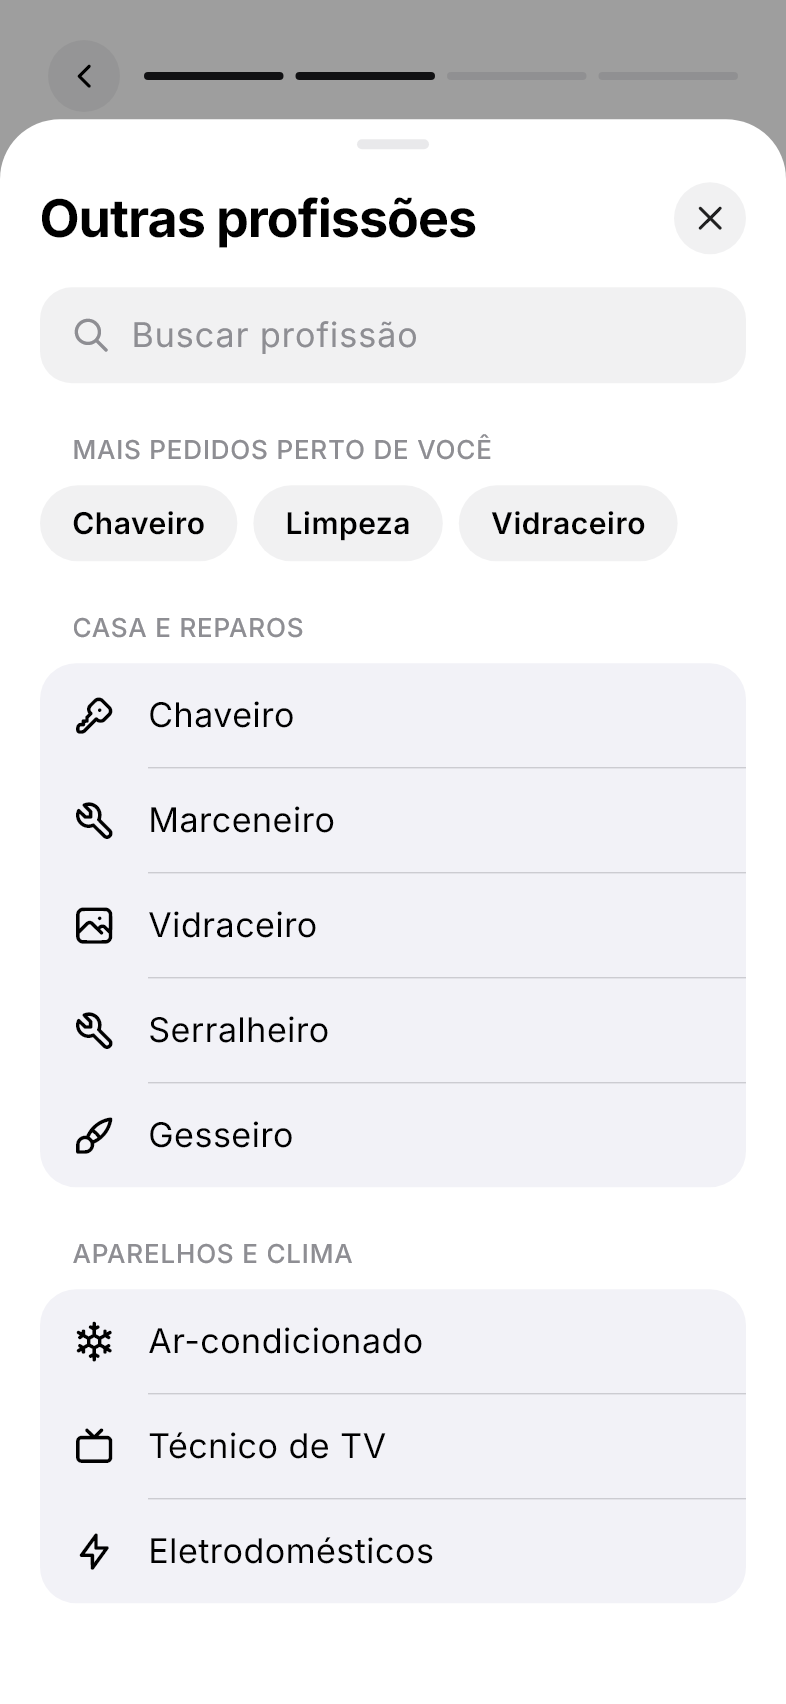 Outras profissões
Buscar profissão
MAIS PEDIDOS PERTO DE VOCÊ
Chaveiro Limpeza Vidraceiro
CASA E REPAROS
Chaveiro
Marceneiro
Vidraceiro
Serralheiro
Gesseiro
APARELHOS E CLIMA
Ar-condicionado
Técnico de TV
Eletrodomésticos